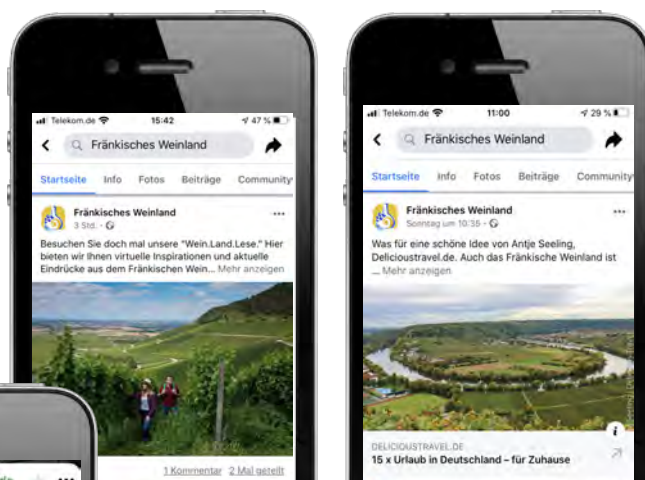 Telekom.de
15:42
47 %
Fränkisches Weinland
Startseite Info Fotos Beiträge Community
Fränkisches Weinland
3 Std.
Besuchen Sie doch mal unsere "Wein.Land.Lese." Hier
bieten wir Ihnen virtuelle Inspirationen und aktuelle
Eindrücke aus dem Fränkischen Wein... Mehr anzeigen
1 Kommentar 2 Mal geteilt
Telekom.de
11:00
29 %
Fränkisches Weinland
Startseite Info Fotos Beiträge Community
Fränkisches Weinland
Sonntag um 10:35
Was für eine schöne Idee von Antje Seeling,
Delicioustravel.de. Auch das Fränkische Weinland ist
... Mehr anzeigen
DELICIOUSTRAVEL.DE
15 x Urlaub in Deutschland – für Zuhause